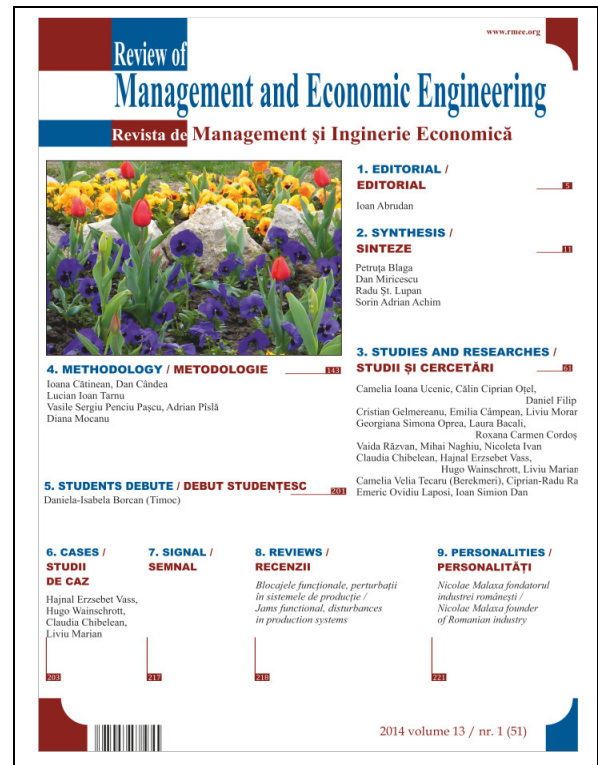 www.rmee.org
Review of
Management and Economic Engineering
Revista de Management şi Inginerie Economică
1. EDITORIAL /
EDITORIAL
5
Ioan Abrudan
2. SYNTHESIS /
SINTEZE
11
Petruţa Blaga
Dan Miricescu
Radu Şt. Lupan
Sorin Adrian Achim
3. STUDIES AND RESEARCHES /
STUDII ŞI CERCETĂRI
61
Camelia Ioana Ucenic, Călin Ciprian Oţel,
Daniel Filip
Cristian Gelmereanu, Emilia Câmpean, Liviu Morar
Georgiana Simona Oprea, Laura Bacali,
Roxana Carmen Cordoş
Vaida Răzvan, Mihai Naghiu, Nicoleta Ivan
Claudia Chibelean, Hajnal Erzsebet Vass,
Hugo Wainschrott, Liviu Marian
Camelia Velia Tecaru (Berekmeri), Ciprian-Radu Ra
Emeric Ovidiu Laposi, Ioan Simion Dan
4. METHODOLOGY / METODOLOGIE
143
Ioana Cătinean, Dan Cândea
Lucian Ioan Tarnu
Vasile Sergiu Penciu Paşcu, Adrian Pîslă
Diana Mocanu
5. STUDENTS DEBUTE / DEBUT STUDENŢESC
201
Daniela-Isabela Borcan (Timoc)
6. CASES /
STUDII
DE CAZ
Hajnal Erzsebet Vass,
Hugo Wainschrott,
Claudia Chibelean,
Liviu Marian
203
7. SIGNAL /
SEMNAL
217
8. REVIEWS /
RECENZII
Blocajele funcţionale, perturbaţii
în sistemele de producţie /
Jams functional, disturbances
in production systems
218
9. PERSONALITIES /
PERSONALITĂŢI
Nicolae Malaxa fondatorul
industrei româneşti /
Nicolae Malaxa founder
of Romanian industry
221
2014 volume 13 / nr. 1 (51)